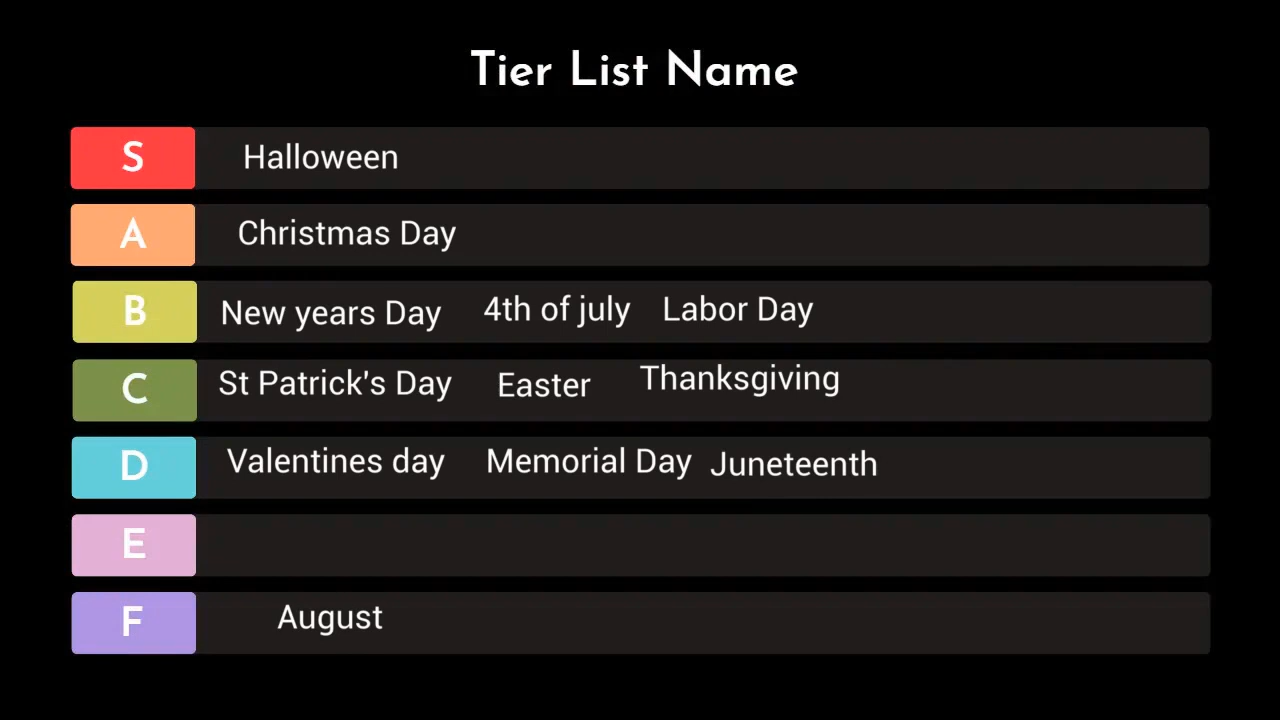 Tier List Name
S Halloween
A Christmas Day
B New years Day 4th of july Labor Day
C St Patrick's Day Easter Thanksgiving
D Valentines day Memorial Day Juneteenth
E
F August